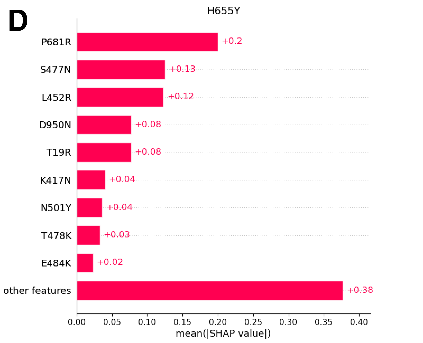 D
H655Y
P681R +0.2
S477N +0.13
L452R +0.12
D950N +0.08
T19R +0.08
K417N +0.04
N501Y +0.04
T478K +0.03
E484K +0.02
other features +0.38
0.00 0.05 0.10 0.15 0.20 0.25 0.30 0.35 0.40
mean(|SHAP value|)